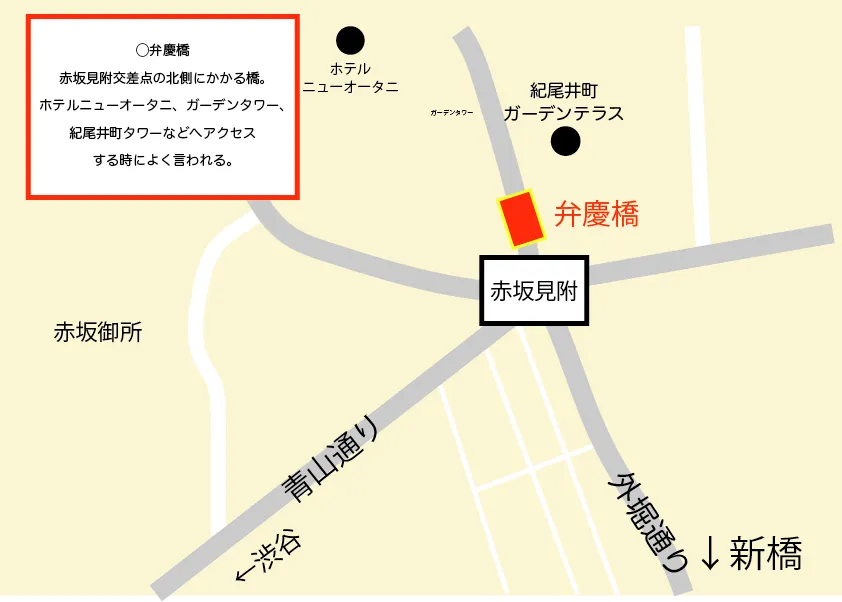 ○弁慶橋
赤坂見附交差点の北側にかかる橋。
ホテルニューオータニ、ガーデンタワー、
紀尾井町タワーなどへアクセス
する時によく言われる。
ホテル
ニューオータニ
ガーデンタワー
紀尾井町
ガーデンテラス
弁慶橋
赤坂見附
赤坂御所
青山通り
←渋谷
外堀通り
↓新橋